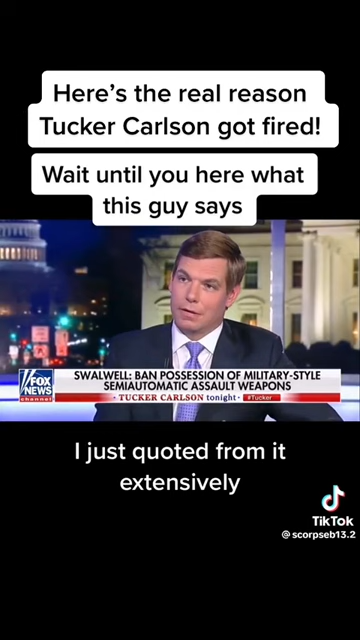 Here's the real reason
Tucker Carlson got fired!
Wait until you here what
this guy says
FOX
NEWS
channel
SWALWELL: BAN POSSESSION OF MILITARY-STYLE
SEMIAUTOMATIC ASSAULT WEAPONS
TUCKER CARLSON tonight
#Tucker
I just quoted from it
extensively
TikTok
@scorpseb13.2